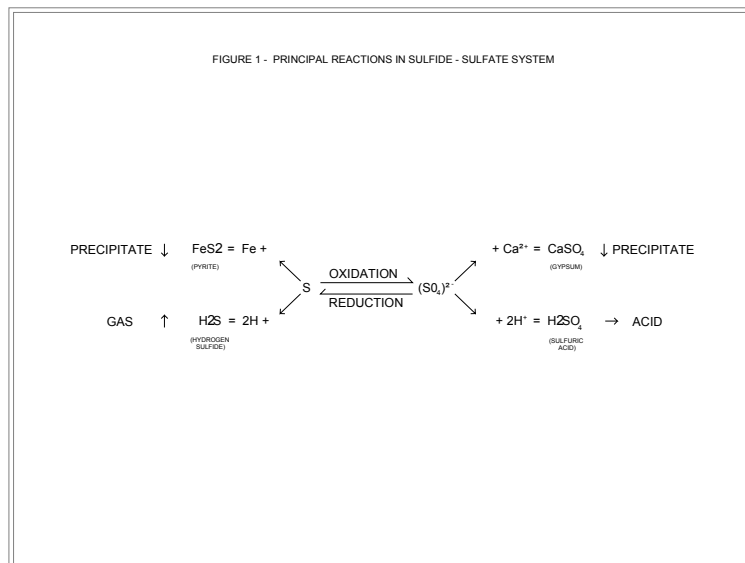 FIGURE 1 - PRINCIPAL REACTIONS IN SULFIDE - SULFATE SYSTEM
PRECIPITATE ↓ FeS2 = Fe +
(PYRITE)
+ Ca²⁺ = CaSO₄ ↓ PRECIPITATE
(GYPSUM)
OXIDATION
S (S0₄)²⁻
REDUCTION
GAS ↑ H2S = 2H +
(HYDROGEN
SULFIDE)
+ 2H⁺ = H2SO₄ → ACID
(SULFURIC
ACID)